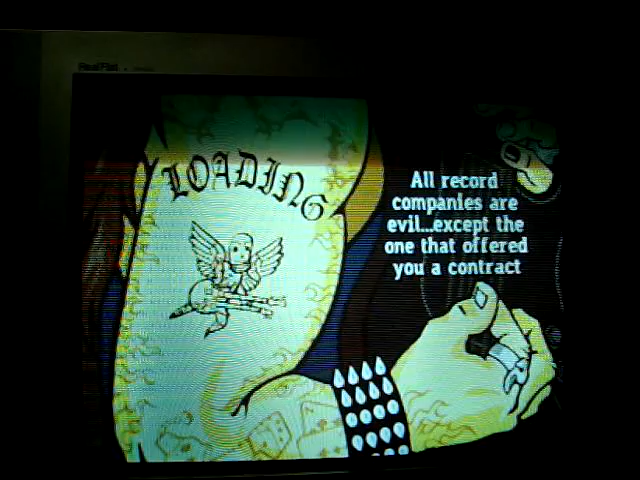 LOADING
All record
companies are
evil...except the
one that offered
you a contract